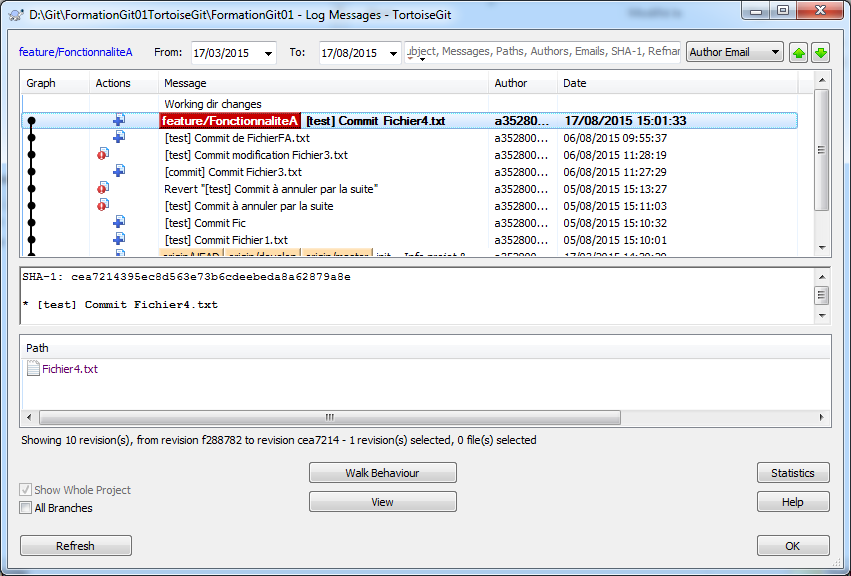 D:\Git\FormationGit01TortoiseGit\FormationGit01 - Log Messages - TortoiseGit
feature/FonctionnaliteA From: 17/03/2015 To: 17/08/2015 ubject, Messages, Paths, Authors, Emails, SHA-1, Refnam Author Email
Graph Actions Message Author Date
Working dir changes
feature/FonctionnaliteA [test] Commit Fichier4.txt a35280... 17/08/2015 15:01:33
[test] Commit de FichierFA.txt a352800... 06/08/2015 09:55:37
[test] Commit modification Fichier3.txt a352800... 06/08/2015 11:28:19
[commit] Commit Fichier3.txt a352800... 06/08/2015 11:27:29
Revert "[test] Commit à annuler par la suite" a352800... 05/08/2015 15:13:27
[test] Commit à annuler par la suite a352800... 05/08/2015 15:11:03
[test] Commit Fic a352800... 05/08/2015 15:10:32
[test] Commit Fichier1.txt a352800... 05/08/2015 15:10:01
origin/HEAD origin/develop origin/master
SHA-1: cea7214395ec8d563e73b6cdeebeda8a62879a8e
* [test] Commit Fichier4.txt
Path
Fichier4.txt
Showing 10 revision(s), from revision f288782 to revision cea7214 - 1 revision(s) selected, 0 file(s) selected
Walk Behaviour Statistics
Show Whole Project
View Help
All Branches
Refresh OK